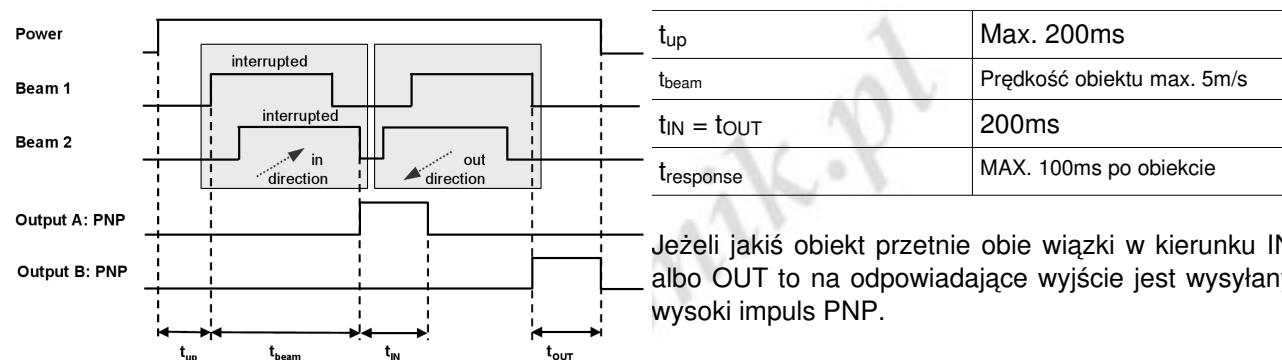 Power
interrupted
Beam 1
interrupted
Beam 2
in
direction
out
direction
Output A: PNP
Output B: PNP
tup
tbeam
tIN
tOUT
tup Max. 200ms
tbeam Prędkość obiektu max. 5m/s
tIN = tOUT 200ms
tresponse MAX. 100ms po obiekcie
Jeżeli jakiś obiekt przetnie obie wiązki w kierunku IN
albo OUT to na odpowiadające wyjście jest wysyłany
wysoki impuls PNP.
nik.pl